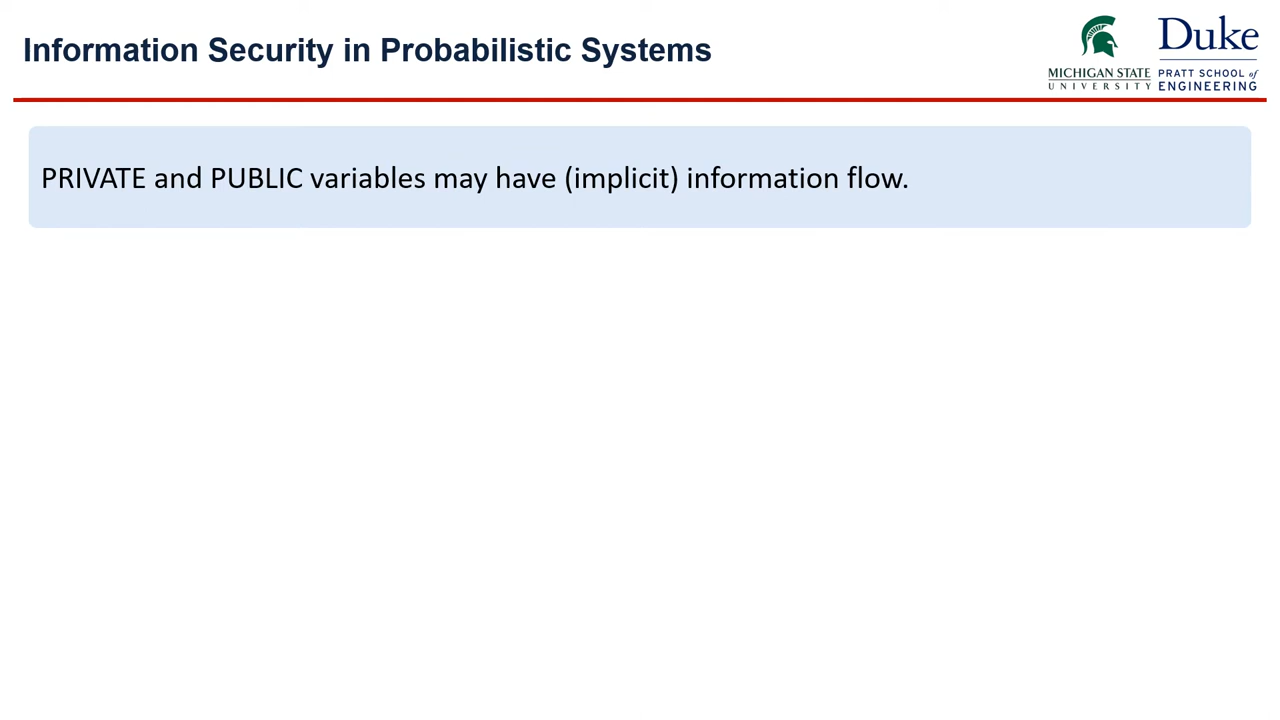 Information Security in Probabilistic Systems
MICHIGAN STATE
UNIVERSITY
Duke
PRATT SCHOOL of
ENGINEERING
PRIVATE and PUBLIC variables may have (implicit) information flow.